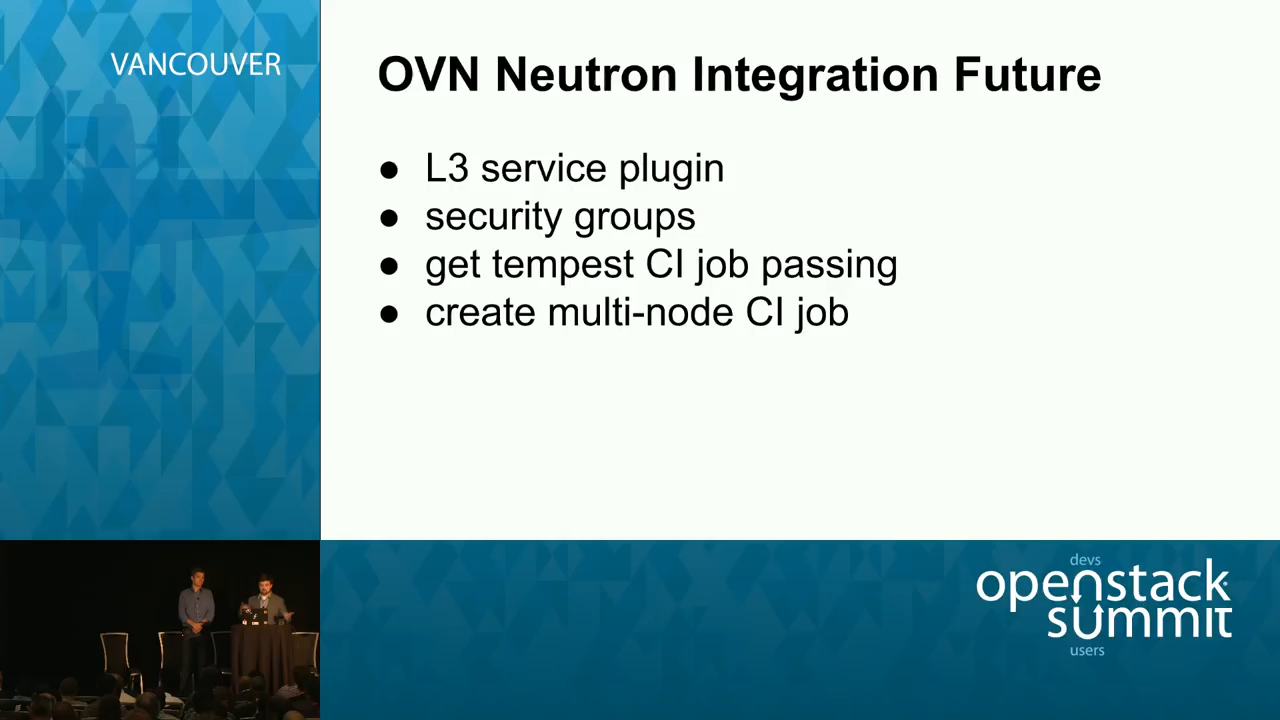 VANCOUVER
OVN Neutron Integration Future
● L3 service plugin
● security groups
● get tempest CI job passing
● create multi-node CI job
devs
openstack
summit
users